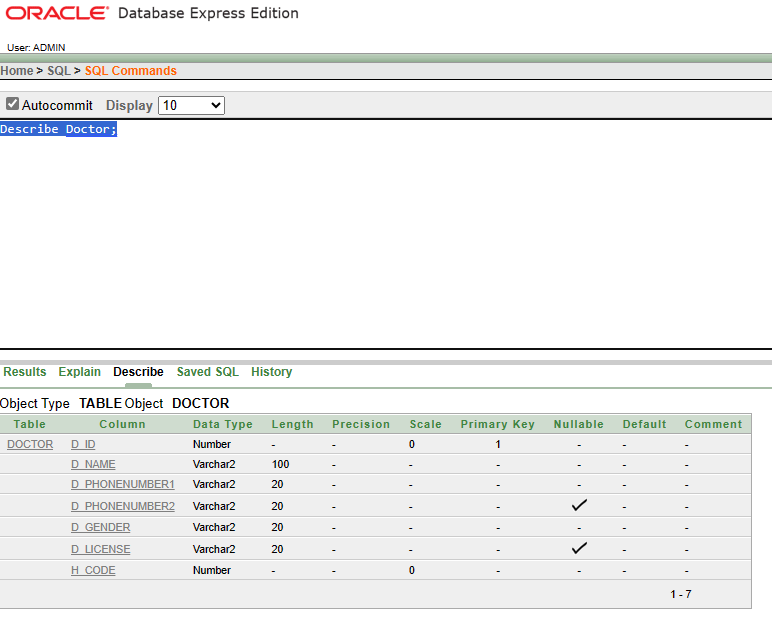 ORACLE® Database Express Edition
User: ADMIN
Home > SQL > SQL Commands
Autocommit Display 10
Describe Doctor;
Results Explain Describe Saved SQL History
Object Type TABLE Object DOCTOR
Table Column Data Type Length Precision Scale Primary Key Nullable Default Comment
DOCTOR D_ID Number - - 0 1 - - -
D_NAME Varchar2 100 - - - - - -
D_PHONENUMBER1 Varchar2 20 - - - - - -
D_PHONENUMBER2 Varchar2 20 - - - ✓ - -
D_GENDER Varchar2 20 - - - - - -
D_LICENSE Varchar2 20 - - - ✓ - -
H_CODE Number - - 0 - - - -
1 - 7